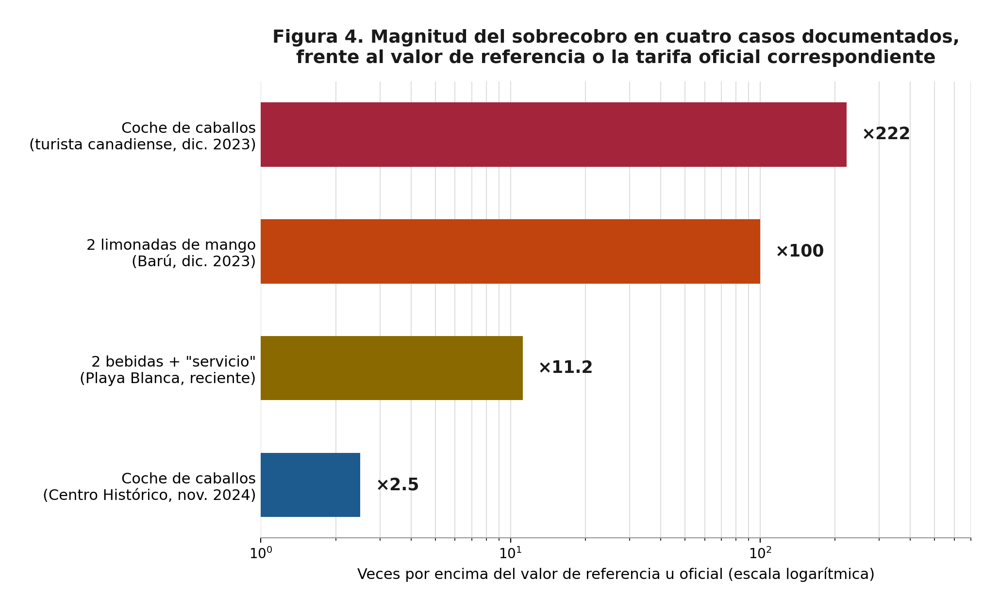 Figura 4. Magnitud del sobrecobro en cuatro casos documentados,
frente al valor de referencia o la tarifa oficial correspondiente
Coche de caballos
(turista canadiense, dic. 2023)
×222
2 limonadas de mango
(Barú, dic. 2023)
×100
2 bebidas + "servicio"
(Playa Blanca, reciente)
×11.2
Coche de caballos
(Centro Histórico, nov. 2024)
×2.5
10⁰ 10¹ 10²
Veces por encima del valor de referencia u oficial (escala logarítmica)